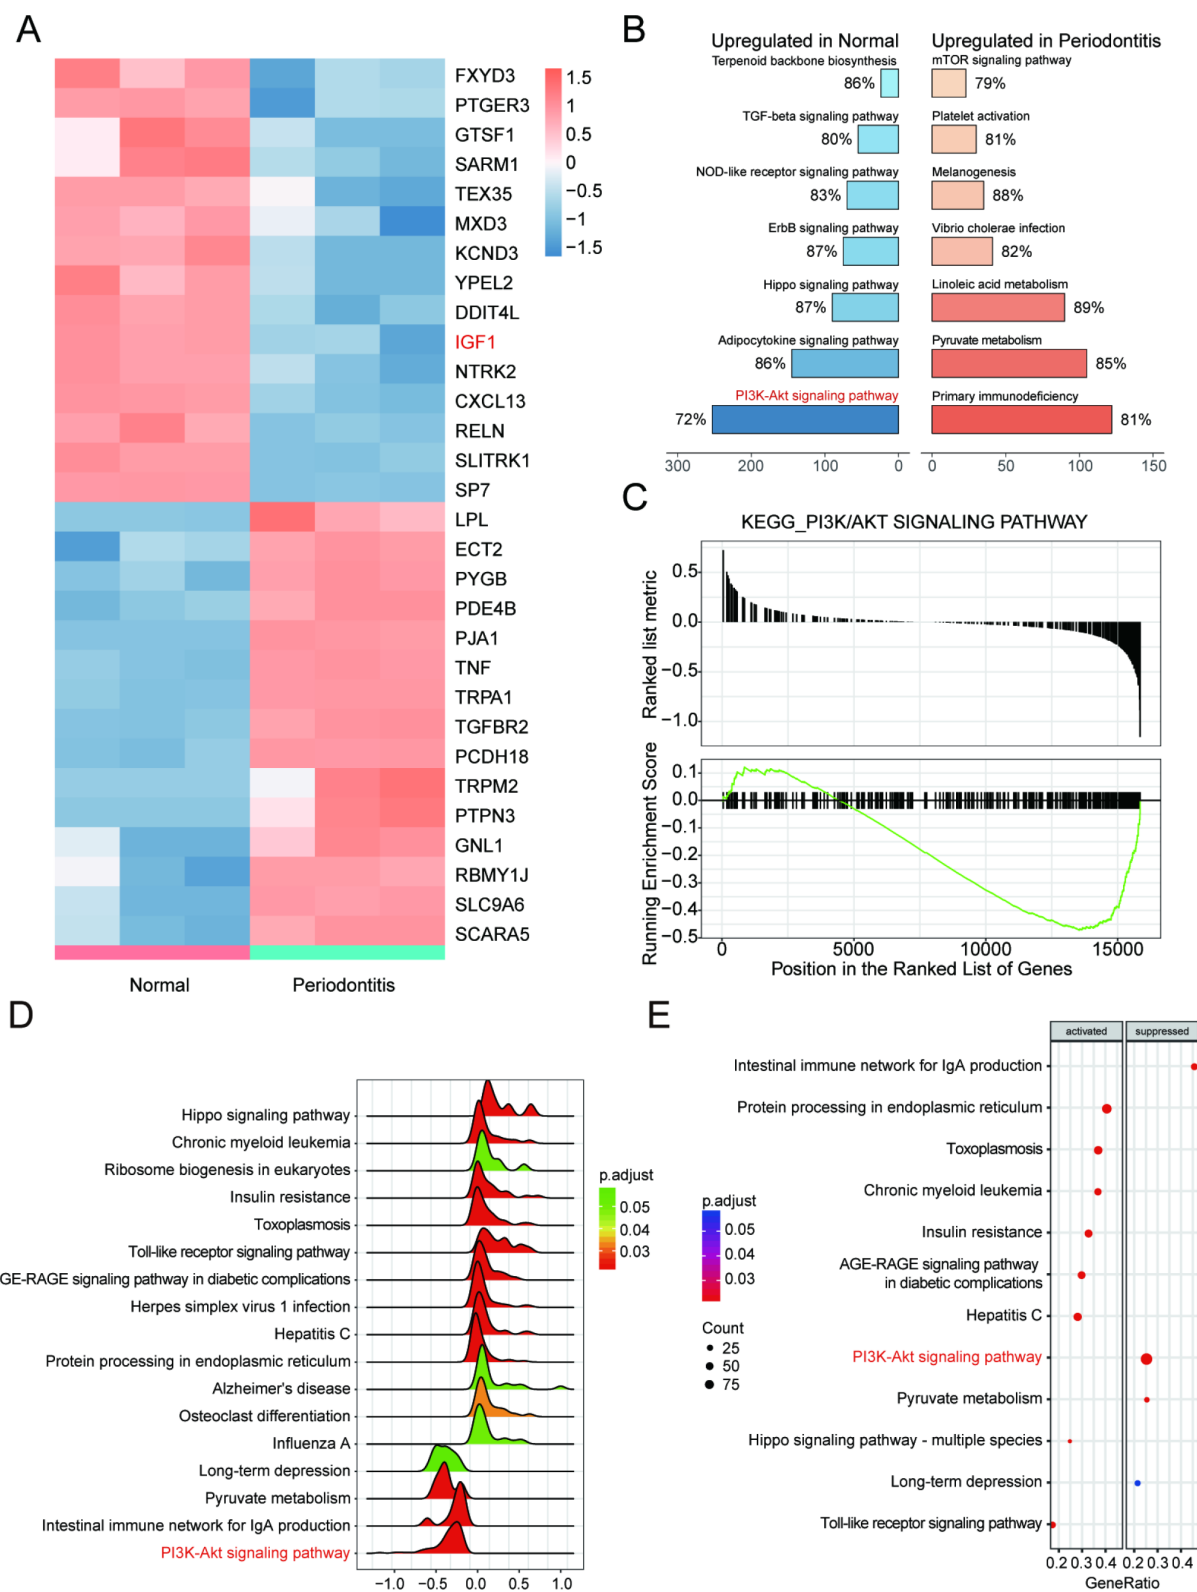 A
FXYD3
PTGER3
GTSF1
SARM1
TEX35
MXD3
KCND3
YPEL2
DDIT4L
IGF1
NTRK2
CXCL13
RELN
SLITRK1
SP7
LPL
ECT2
PYGB
PDE4B
PJA1
TNF
TRPA1
TGFBR2
PCDH18
TRPM2
PTPN3
GNL1
RBMY1J
SLC9A6
SCARA5
1.5
1
0.5
0
−0.5
−1
−1.5
Normal
Periodontitis
B
Upregulated in Normal
Terpenoid backbone biosynthesis
86%
TGF-beta signaling pathway
80%
NOD-like receptor signaling pathway
83%
ErbB signaling pathway
87%
Hippo signaling pathway
87%
Adipocytokine signaling pathway
86%
PI3K-Akt signaling pathway
72%
300
200
100
0
Upregulated in Periodontitis
mTOR signaling pathway
79%
Platelet activation
81%
Melanogenesis
88%
Vibrio cholerae infection
82%
Linoleic acid metabolism
89%
Pyruvate metabolism
85%
Primary immunodeficiency
81%
0
50
100
150
C
KEGG_PI3K/AKT SIGNALING PATHWAY
Ranked list metric
0.5
0.0
−0.5
−1.0
Running Enrichment Score
0.1
0.0
−0.1
−0.2
−0.3
−0.4
−0.5
0
5000
10000
15000
Position in the Ranked List of Genes
D
Hippo signaling pathway
Chronic myeloid leukemia
Ribosome biogenesis in eukaryotes
Insulin resistance
Toxoplasmosis
Toll-like receptor signaling pathway
GE-RAGE signaling pathway in diabetic complications
Herpes simplex virus 1 infection
Hepatitis C
Protein processing in endoplasmic reticulum
Alzheimer's disease
Osteoclast differentiation
Influenza A
Long-term depression
Pyruvate metabolism
Intestinal immune network for IgA production
PI3K-Akt signaling pathway
−1.0
−0.5
0.0
0.5
1.0
p.adjust
0.05
0.04
0.03
E
activated
suppressed
Intestinal immune network for IgA production
Protein processing in endoplasmic reticulum
Toxoplasmosis
Chronic myeloid leukemia
Insulin resistance
AGE-RAGE signaling pathway
in diabetic complications
Hepatitis C
PI3K-Akt signaling pathway
Pyruvate metabolism
Hippo signaling pathway - multiple species
Long-term depression
Toll-like receptor signaling pathway
p.adjust
0.05
0.04
0.03
Count
25
50
75
0.2 0.3 0.4
0.2 0.3 0.4
GeneRatio